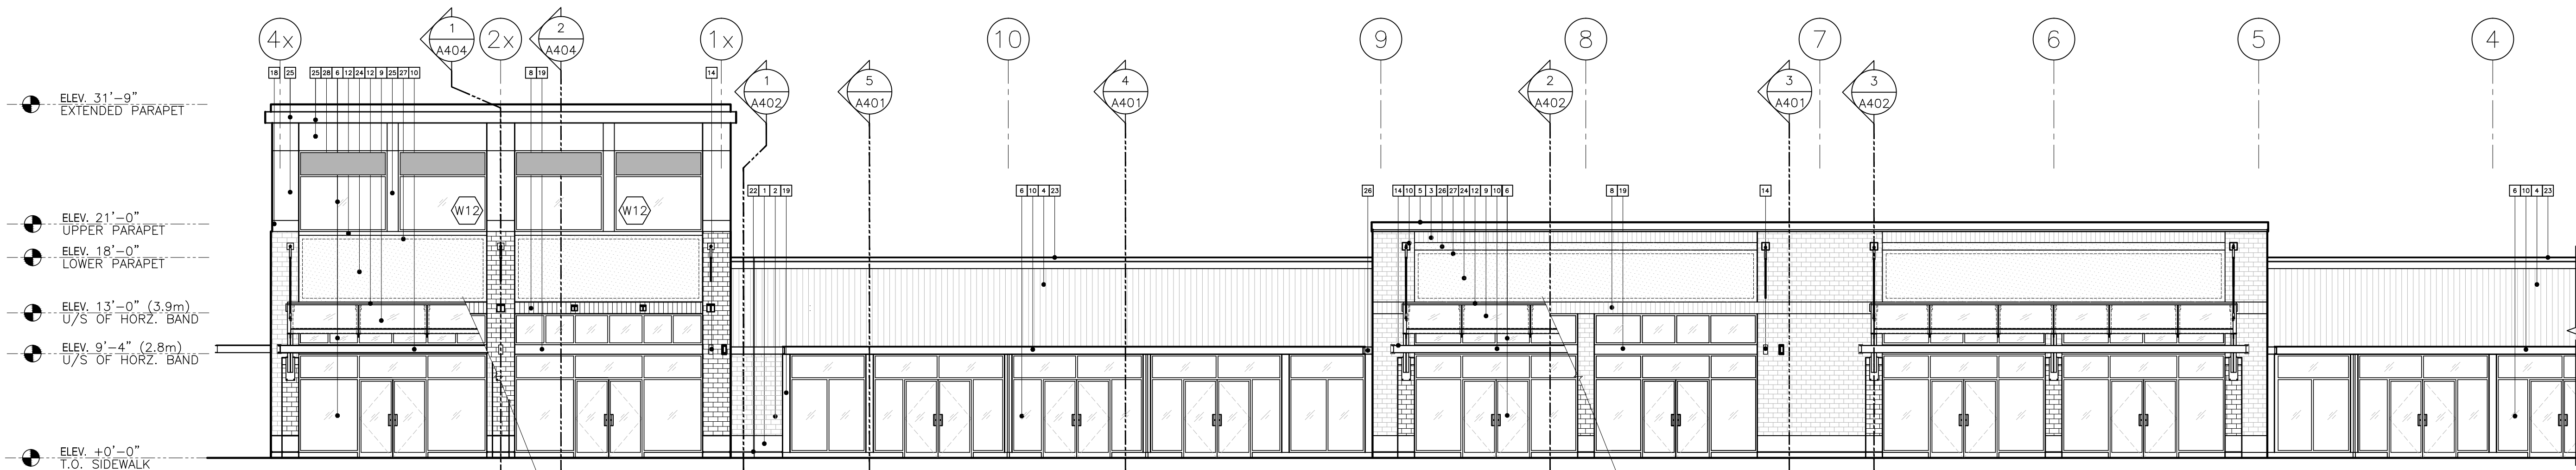 4x
1
A404
2x
2
A404
1x
10
9
8
7
6
5
4
18 25
25 28 6 12 24 12 9 25 27 10
8 19
14
1
A402
5
A401
4
A401
2
A402
3
A401
3
A402
ELEV. 31'-9"
EXTENDED PARAPET
22 1 2 19
6 10 4 23
26
14 10 5 3 26 27 24 12 9 10 6
8 19
14
6 10 4 23
W12
W12
ELEV. 21'-0"
UPPER PARAPET
ELEV. 18'-0"
LOWER PARAPET
ELEV. 13'-0" (3.9m)
U/S OF HORZ. BAND
ELEV. 9'-4" (2.8m)
U/S OF HORZ. BAND
ELEV. +0'-0"
T.O. SIDEWALK